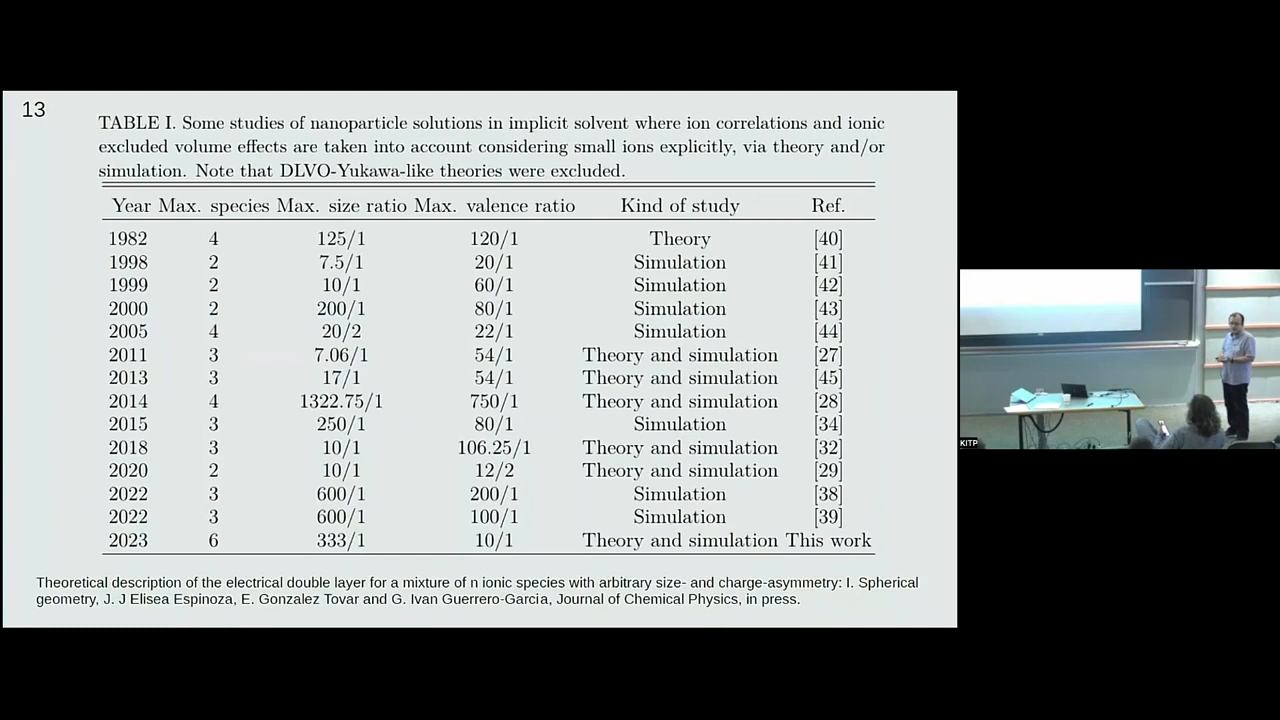 13
TABLE I. Some studies of nanoparticle solutions in implicit solvent where ion correlations and ionic
excluded volume effects are taken into account considering small ions explicitly, via theory and/or
simulation. Note that DLVO-Yukawa-like theories were excluded.
Year Max. species Max. size ratio Max. valence ratio Kind of study Ref.
1982 4 125/1 120/1 Theory [40]
1998 2 7.5/1 20/1 Simulation [41]
1999 2 10/1 60/1 Simulation [42]
2000 2 200/1 80/1 Simulation [43]
2005 4 20/2 22/1 Simulation [44]
2011 3 7.06/1 54/1 Theory and simulation [27]
2013 3 17/1 54/1 Theory and simulation [45]
2014 4 1322.75/1 750/1 Theory and simulation [28]
2015 3 250/1 80/1 Simulation [34]
2018 3 10/1 106.25/1 Theory and simulation [32]
2020 2 10/1 12/2 Theory and simulation [29]
2022 3 600/1 200/1 Simulation [38]
2022 3 600/1 100/1 Simulation [39]
2023 6 333/1 10/1 Theory and simulation This work
Theoretical description of the electrical double layer for a mixture of n ionic species with arbitrary size- and charge-asymmetry: I. Spherical
geometry, J. J Elisea Espinoza, E. Gonzalez Tovar and G. Ivan Guerrero-Garcia, Journal of Chemical Physics, in press.
KITP